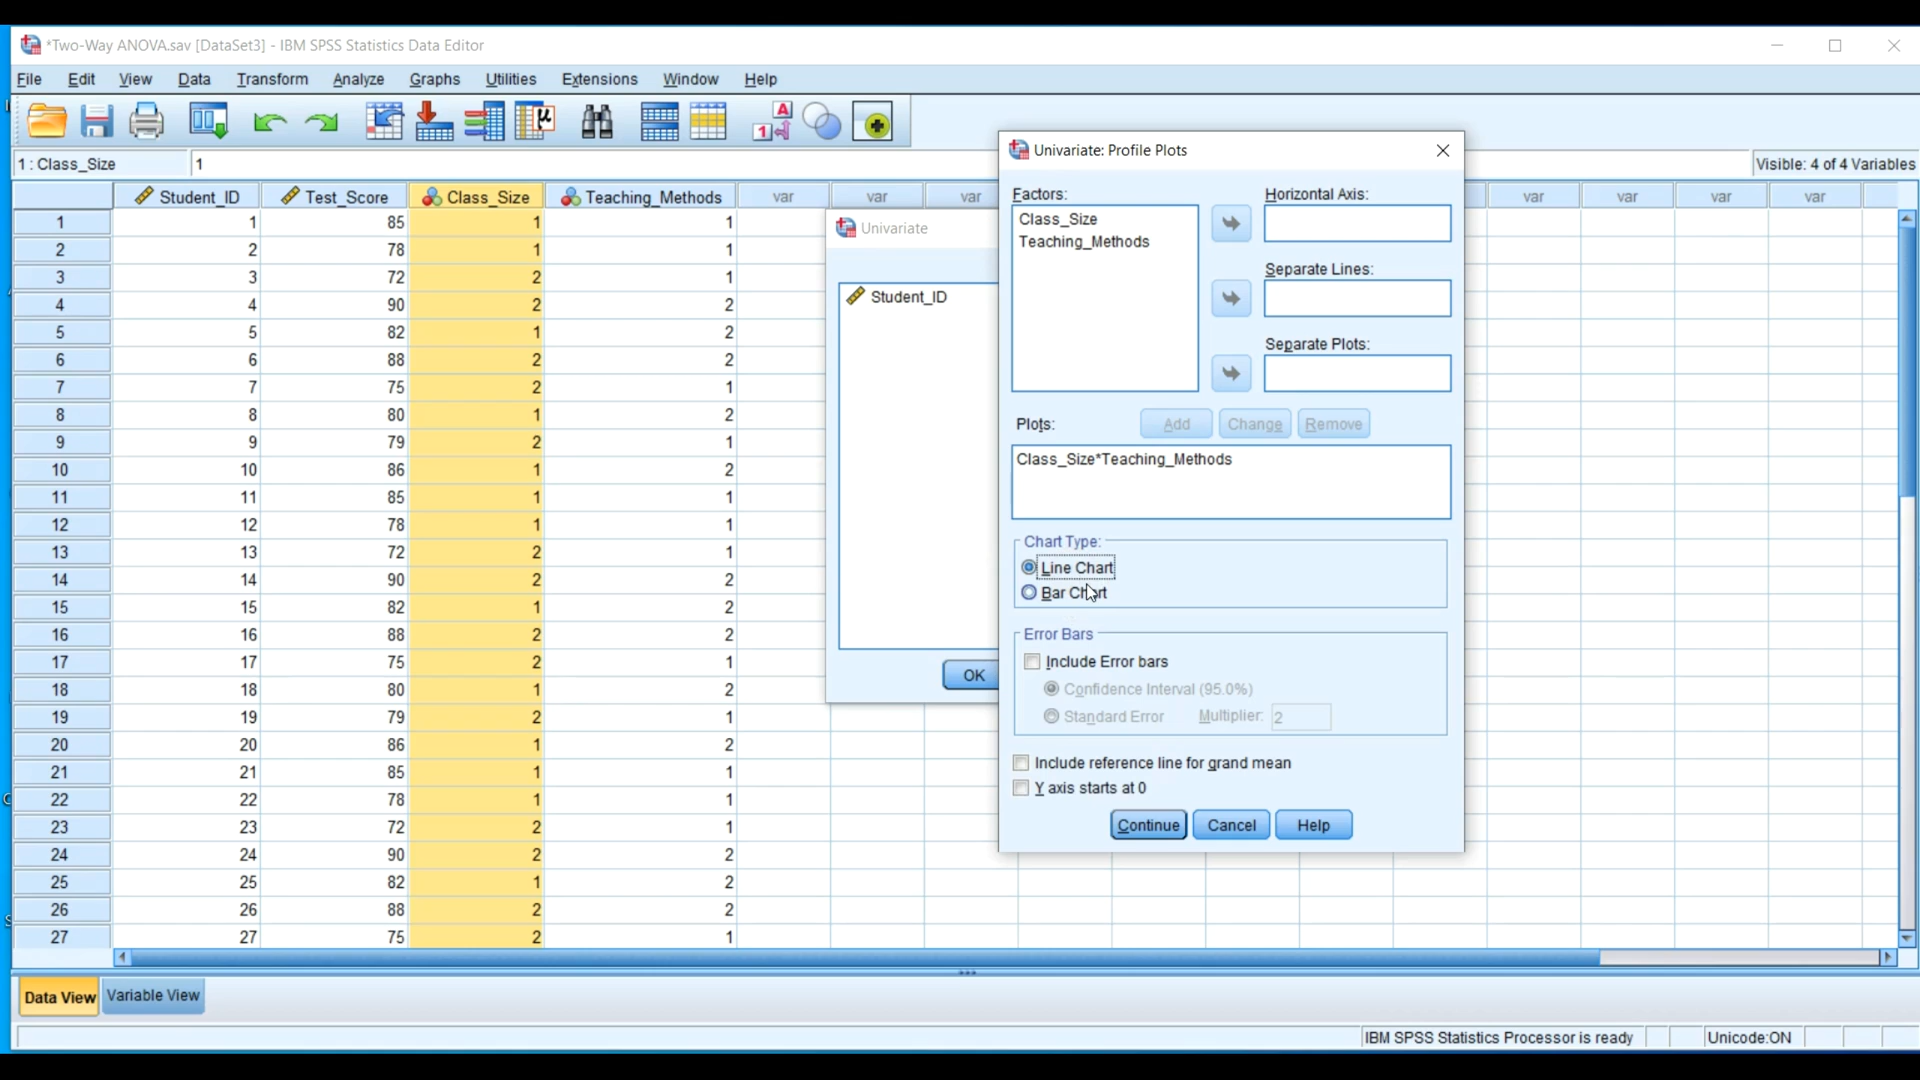 *Two-Way ANOVA.sav [DataSet3] - IBM SPSS Statistics Data Editor
File Edit View Data Transform Analyze Graphs Utilities Extensions Window Help
1 : Class_Size 1 Visible: 4 of 4 Variables
Student_ID Test_Score Class_Size Teaching_Methods var var var var var var var
1 1 85 1 1
2 2 78 1 1
3 3 72 2 1
4 4 90 2 2
5 5 82 1 2
6 6 88 2 2
7 7 75 2 1
8 8 80 1 2
9 9 79 2 1
10 10 86 1 2
11 11 85 1 1
12 12 78 1 1
13 13 72 2 1
14 14 90 2 2
15 15 82 1 2
16 16 88 2 2
17 17 75 2 1
18 18 80 1 2
19 19 79 2 1
20 20 86 1 2
21 21 85 1 1
22 22 78 1 1
23 23 72 2 1
24 24 90 2 2
25 25 82 1 2
26 26 88 2 2
27 27 75 2 1
Univariate
Student_ID
OK
Univariate: Profile Plots
Factors:
Class_Size
Teaching_Methods
Horizontal Axis:
Separate Lines:
Separate Plots:
Plots: Add Change Remove
Class_Size*Teaching_Methods
Chart Type:
Line Chart
Bar Chart
Error Bars
Include Error bars
Confidence Interval (95.0%)
Standard Error Multiplier: 2
Include reference line for grand mean
Y axis starts at 0
Continue Cancel Help
Data View Variable View
IBM SPSS Statistics Processor is ready Unicode:ON